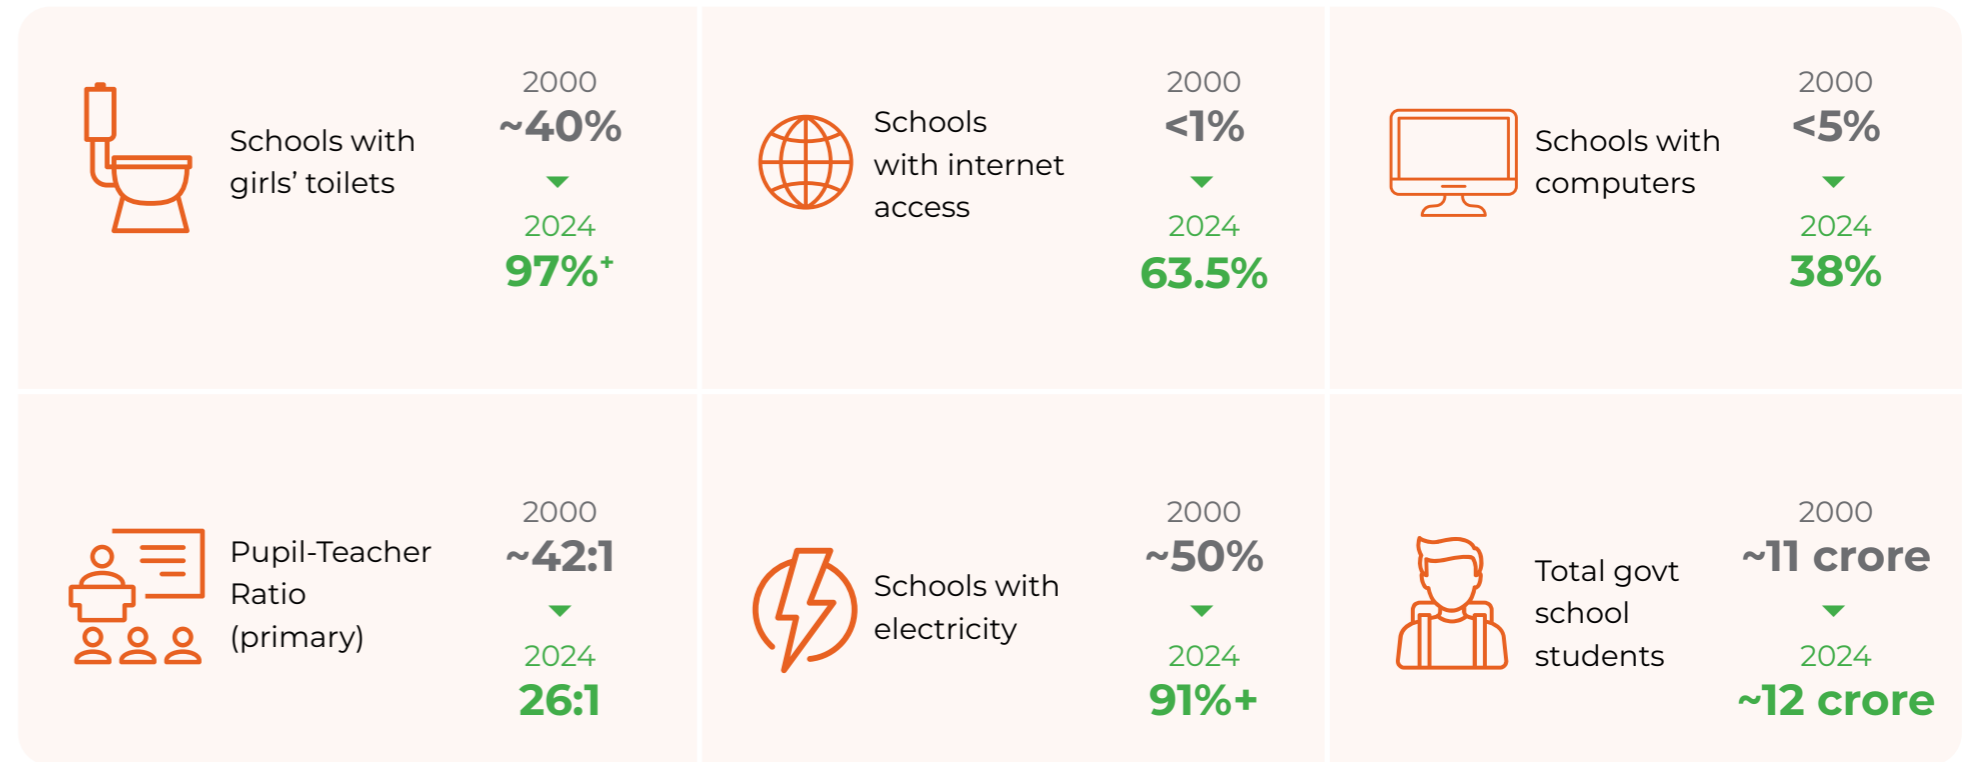 Schools with
girls’ toilets
2000
~40%
2024
97%+
Schools
with internet
access
2000
<1%
2024
63.5%
Schools with
computers
2000
<5%
2024
38%
Pupil-Teacher
Ratio
(primary)
2000
~42:1
2024
26:1
Schools with
electricity
2000
~50%
2024
91%+
Total govt
school
students
2000
~11 crore
2024
~12 crore